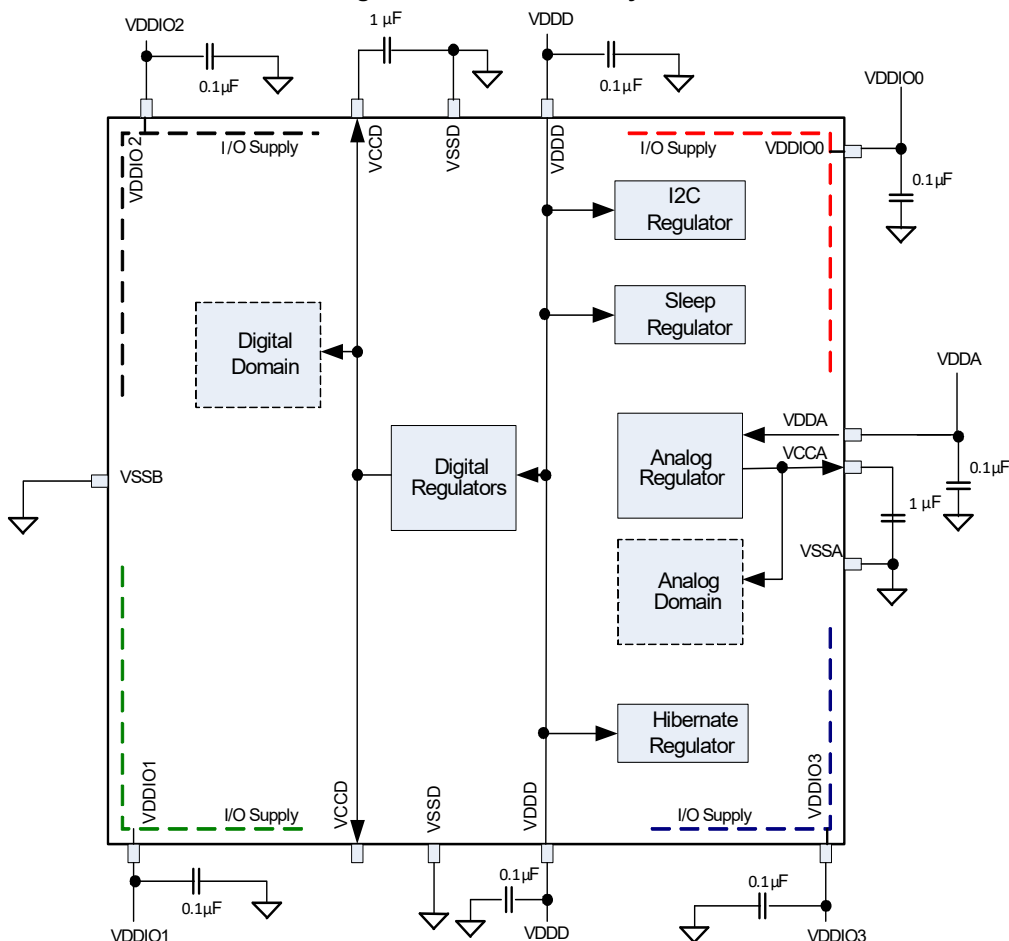 VDDIO2
1 µF
VDDD
0.1µF
0.1µF
VDDIO0
0.1µF
VDDIO2
I/O Supply
VCCD
VSSD
VDDD
I/O Supply
VDDIO0
I2C
Regulator
Sleep
Regulator
Digital
Domain
VDDA
VDDA
Analog
Regulator
VCCA
Digital
Regulators
0.1µF
1 µF
VSSB
VSSA
Analog
Domain
Hibernate
Regulator
VDDIO1
I/O Supply
VCCD
VSSD
VDDD
I/O Supply
VDDIO3
0.1µF
0.1µF
0.1µF
VDDIO1
VDDD
VDDIO3